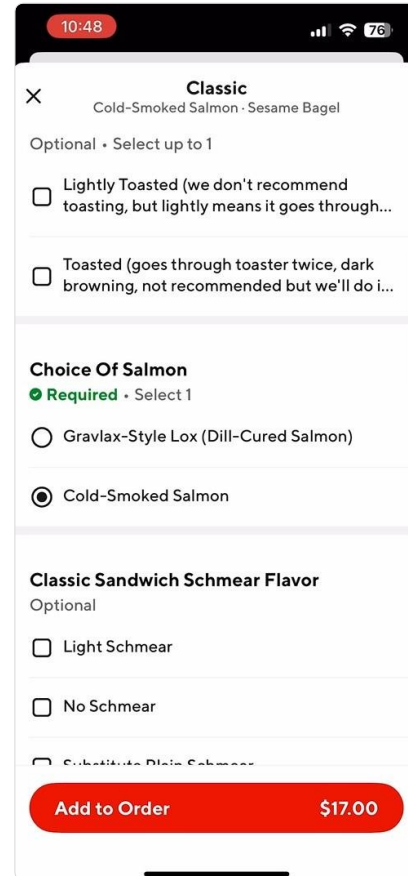 10:48
76
Classic
Cold-Smoked Salmon · Sesame Bagel
Optional • Select up to 1
Lightly Toasted (we don't recommend
toasting, but lightly means it goes through...
Toasted (goes through toaster twice, dark
browning, not recommended but we'll do i...
Choice Of Salmon
Required • Select 1
Gravlax-Style Lox (Dill-Cured Salmon)
Cold-Smoked Salmon
Classic Sandwich Schmear Flavor
Optional
Light Schmear
No Schmear
Substitute Plain Schmear
Add to Order $17.00